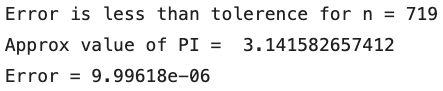 Error is less than tolerence for n = 719
Approx value of PI =  3.141582657412
Error = 9.99618e-06